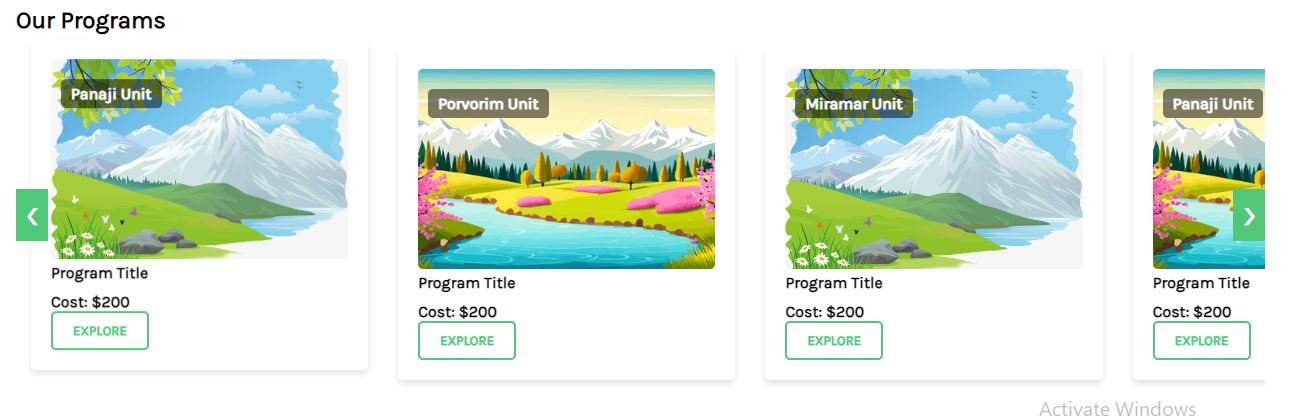 Our Programs
Panaji Unit
Program Title
Cost: $200
EXPLORE
Porvorim Unit
Program Title
Cost: $200
EXPLORE
Miramar Unit
Program Title
Cost: $200
EXPLORE
Panaji Unit
Program Title
Cost: $200
EXPLORE
Activate Windows